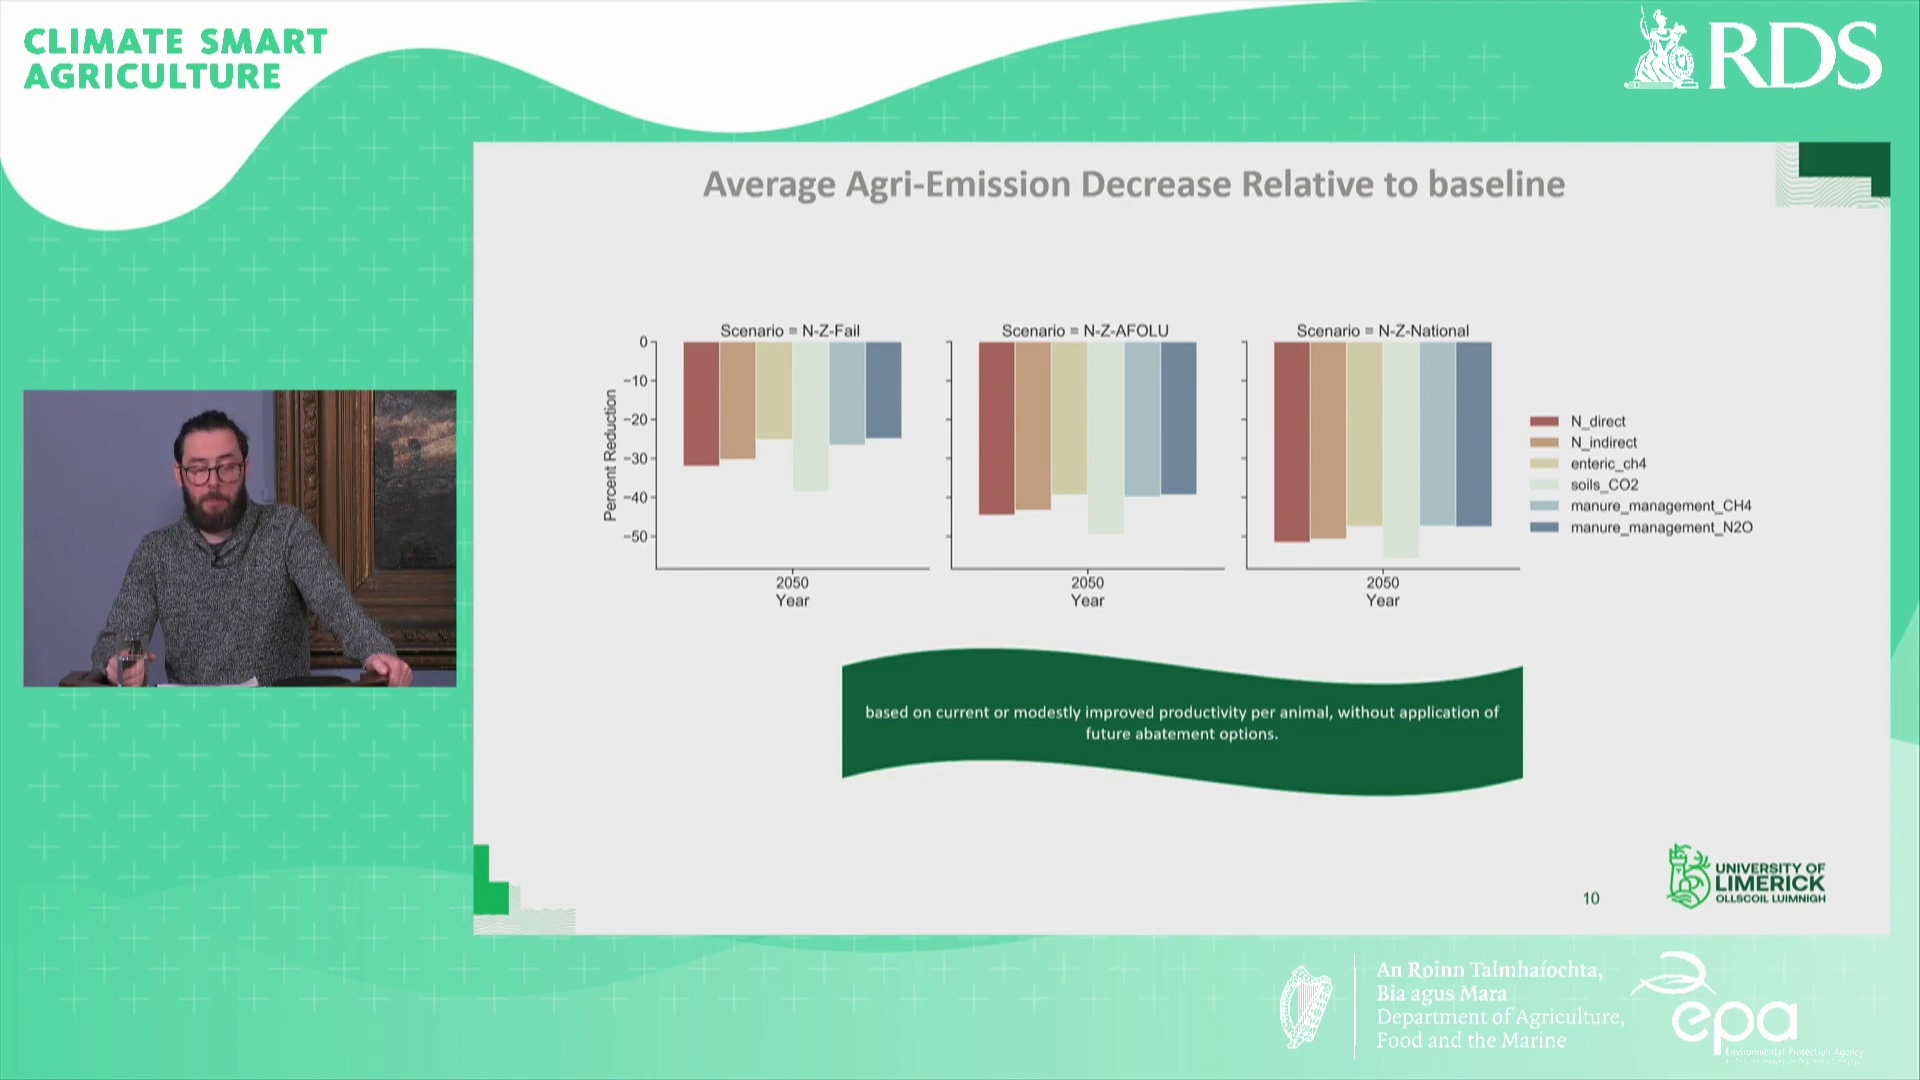 CLIMATE SMART
AGRICULTURE
RDS
Average Agri-Emission Decrease Relative to baseline
Scenario = N-Z-Fail
Scenario = N-Z-AFOLU
Scenario = N-Z-National
Percent Reduction
0
−10
−20
−30
−40
−50
2050
Year
2050
Year
2050
Year
N_direct
N_indirect
enteric_ch4
soils_CO2
manure_management_CH4
manure_management_N2O
based on current or modestly improved productivity per animal, without application of
future abatement options.
10
UNIVERSITY OF
LIMERICK
OLLSCOIL LUIMNIGH
An Roinn Talmhaíochta,
Bia agus Mara
Department of Agriculture,
Food and the Marine
epa
Environmental Protection Agency